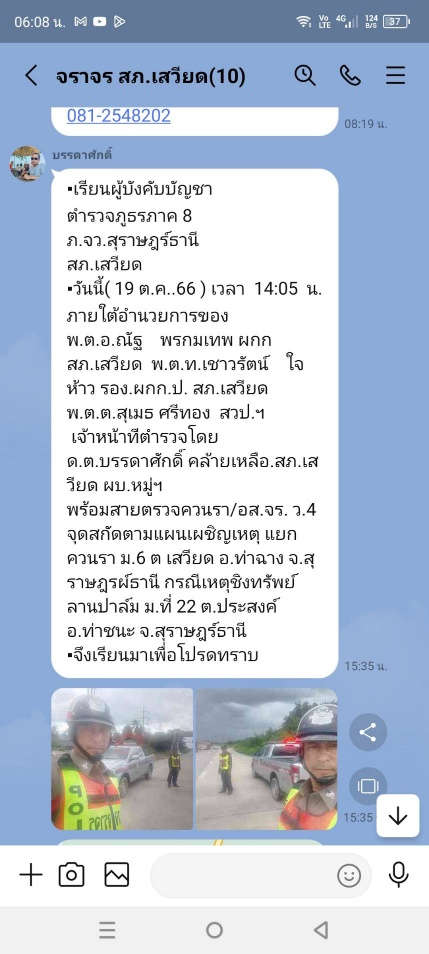 06:08 น.
Vo LTE 4G 124 B/S 37
จราจร สภ.เสวียด(10)
081-2548202
08:19 น.
บรรดาศักดิ์
▪เรียนผู้บังคับบัญชา
ตำรวจภูธรภาค 8
ภ.จว.สุราษฎร์ธานี
สภ.เสวียด
▪วันนี้( 19 ต.ค..66 ) เวลา 14:05 น.
ภายใต้อำนวยการของ
พ.ต.อ.ณัฐ พรกมเทพ ผกก
สภ.เสวียด พ.ต.ท.เชาวรัตน์ ใจ
ห้าว รอง.ผกก.ป. สภ.เสวียด
พ.ต.ต.สุเมธ ศรีทอง สวป.ฯ
เจ้าหน้าที่ตำรวจโดย
ด.ต.บรรดาศักดิ์ คล้ายเหลือ.สภ.เส
วียด ผบ.หมู่ฯ
พร้อมสายตรวจควนรา/อส.จร. ว.4
จุดสกัดตามแผนเผชิญเหตุ แยก
ควนรา ม.6 ต เสวียด อ.ท่าฉาง จ.สุ
ราษฎรผ์ธานี กรณีเหตุชิงทรัพย์
ลานปาล์ม ม.ที่ 22 ต.ประสงค์
อ.ท่าชนะ จ.สุราษฎร์ธานี
▪จึงเรียนมาเพื่อโปรดทราบ
15:35 น.
15:35